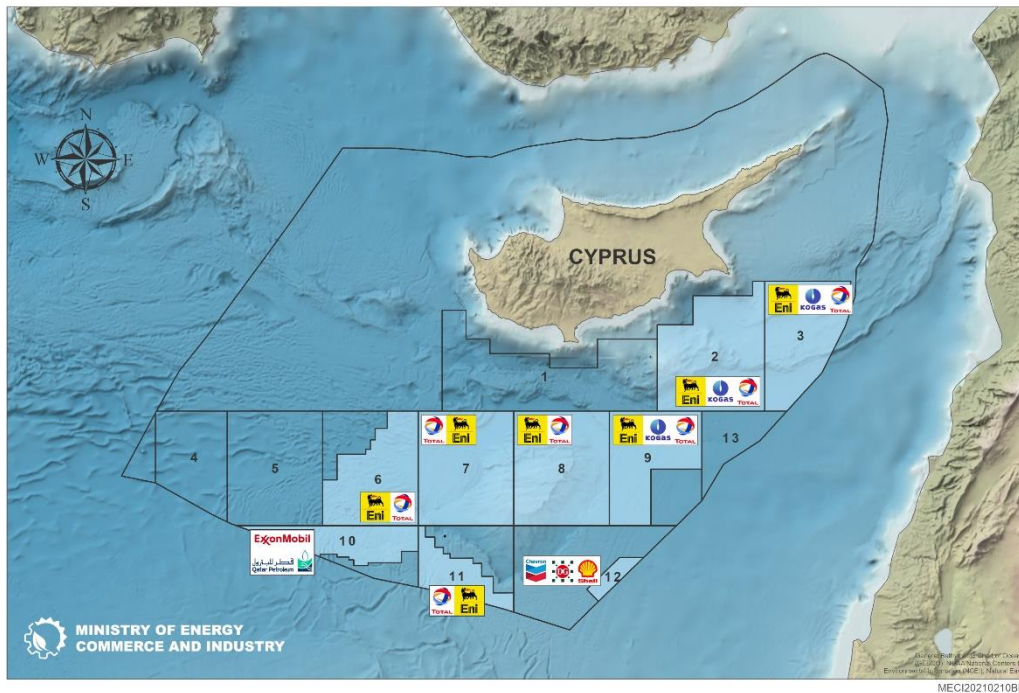 N
W E
S
CYPRUS
Eni KOGAS TOTAL
3
2
Eni KOGAS TOTAL
1
4
5
6
Eni TOTAL
TOTAL Eni
7
Eni TOTAL
8
Eni KOGAS TOTAL
9
13
ExxonMobil
قطر للبترول
Qatar Petroleum
10
11
TOTAL Eni
Chevron
Shell
12
MINISTRY OF ENERGY
COMMERCE AND INDUSTRY
MECI20210210B